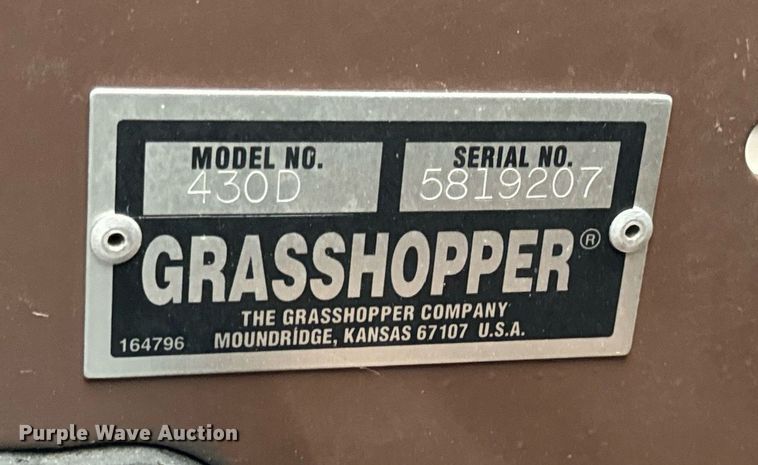 MODEL NO. SERIAL NO.
430D 5819207
GRASSHOPPER®
THE GRASSHOPPER COMPANY
164796 MOUNDRIDGE, KANSAS 67107 U.S.A.
Purple Wave Auction